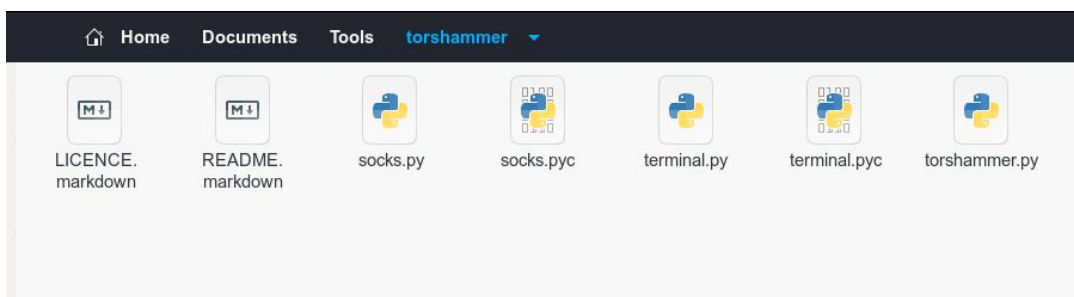 Home Documents Tools torshammer
LICENCE. README. socks.py socks.pyc terminal.py terminal.pyc torshammer.py
markdown markdown